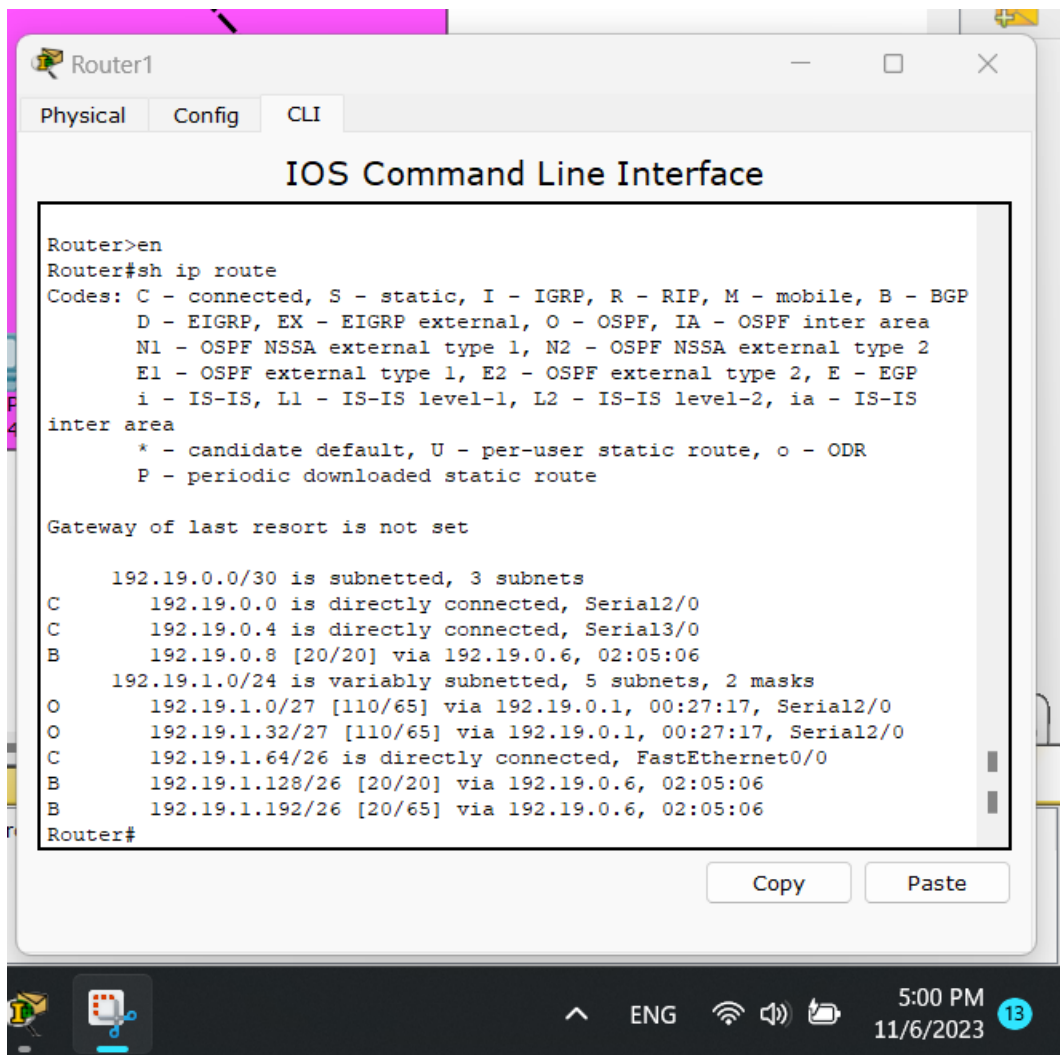 Router1
Physical Config CLI
IOS Command Line Interface
Router>en
Router#sh ip route
Codes: C - connected, S - static, I - IGRP, R - RIP, M - mobile, B - BGP
       D - EIGRP, EX - EIGRP external, O - OSPF, IA - OSPF inter area
       N1 - OSPF NSSA external type 1, N2 - OSPF NSSA external type 2
       E1 - OSPF external type 1, E2 - OSPF external type 2, E - EGP
       i - IS-IS, L1 - IS-IS level-1, L2 - IS-IS level-2, ia - IS-IS
inter area
       * - candidate default, U - per-user static route, o - ODR
       P - periodic downloaded static route
Gateway of last resort is not set
     192.19.0.0/30 is subnetted, 3 subnets
C       192.19.0.0 is directly connected, Serial2/0
C       192.19.0.4 is directly connected, Serial3/0
B       192.19.0.8 [20/20] via 192.19.0.6, 02:05:06
     192.19.1.0/24 is variably subnetted, 5 subnets, 2 masks
O       192.19.1.0/27 [110/65] via 192.19.0.1, 00:27:17, Serial2/0
O       192.19.1.32/27 [110/65] via 192.19.0.1, 00:27:17, Serial2/0
C       192.19.1.64/26 is directly connected, FastEthernet0/0
B       192.19.1.128/26 [20/20] via 192.19.0.6, 02:05:06
B       192.19.1.192/26 [20/65] via 192.19.0.6, 02:05:06
Router#
Copy Paste
ENG
5:00 PM
11/6/2023
13